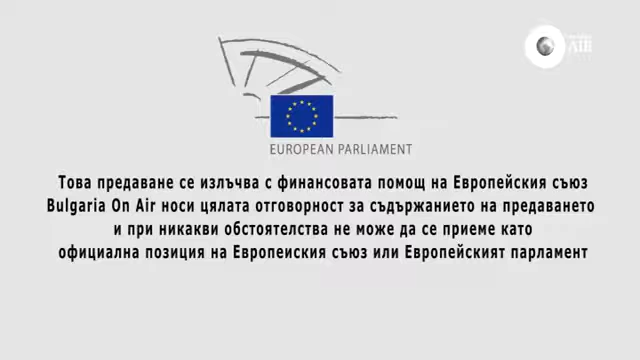 AIR
EUROPEAN PARLIAMENT
Това предаване се излъчва с финансовата помощ на Европейския съюз
Bulgaria On Air носи цялата отговорност за съдържанието на предаването
и при никакви обстоятелства не може да се приеме като
официална позиция на Европеиския съюз или Европейският парламент